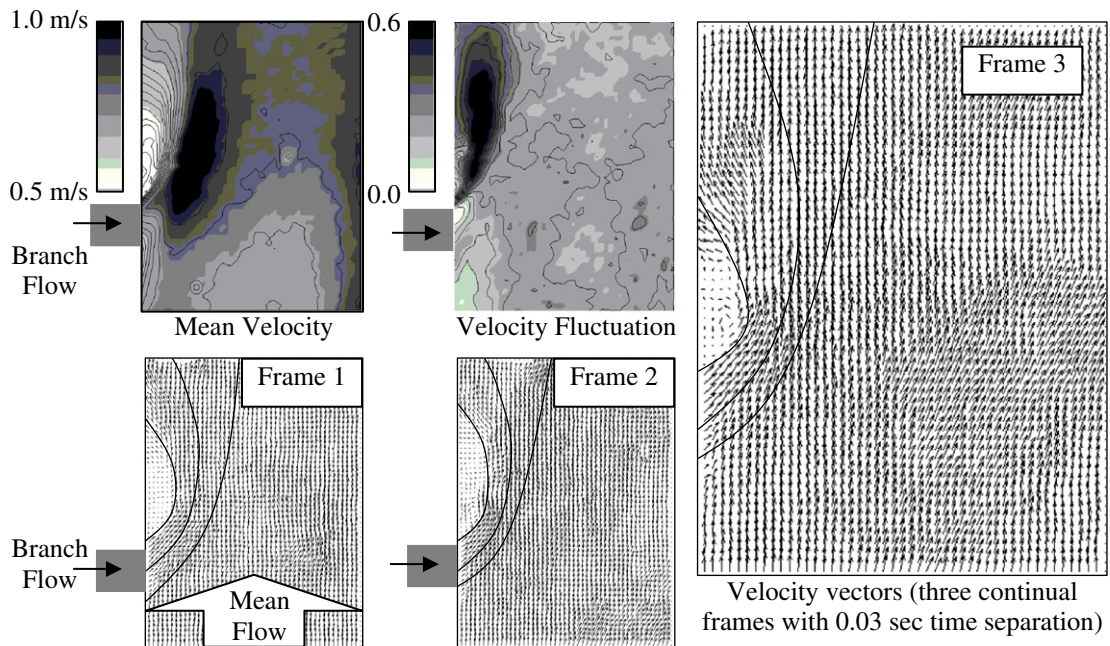 1.0 m/s
0.5 m/s
Branch
Flow
Mean Velocity
0.6
0.0
Velocity Fluctuation
Frame 1
Branch
Flow
Mean
Flow
Frame 2
Frame 3
Velocity vectors (three continual
frames with 0.03 sec time separation)